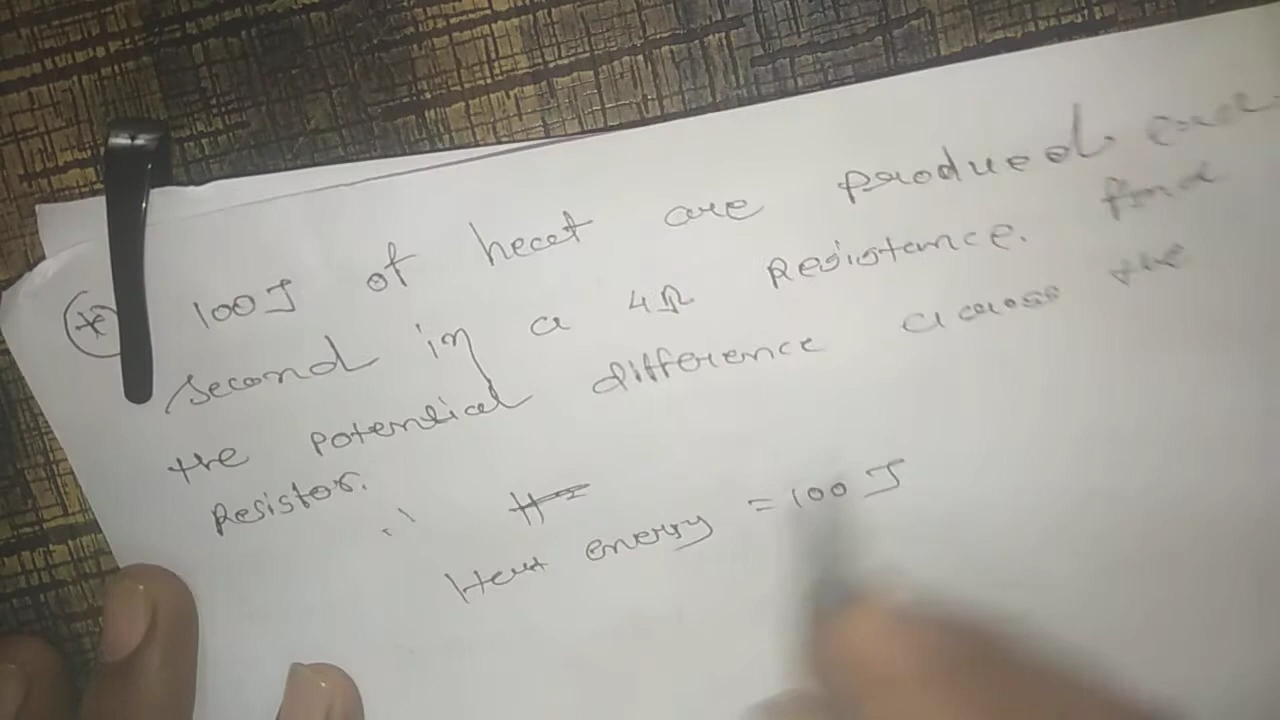 * 100J of heat are produced each
second in a 4Ω Resistance. find
the potential difference across the
Resistor.
Heat energy = 100 J